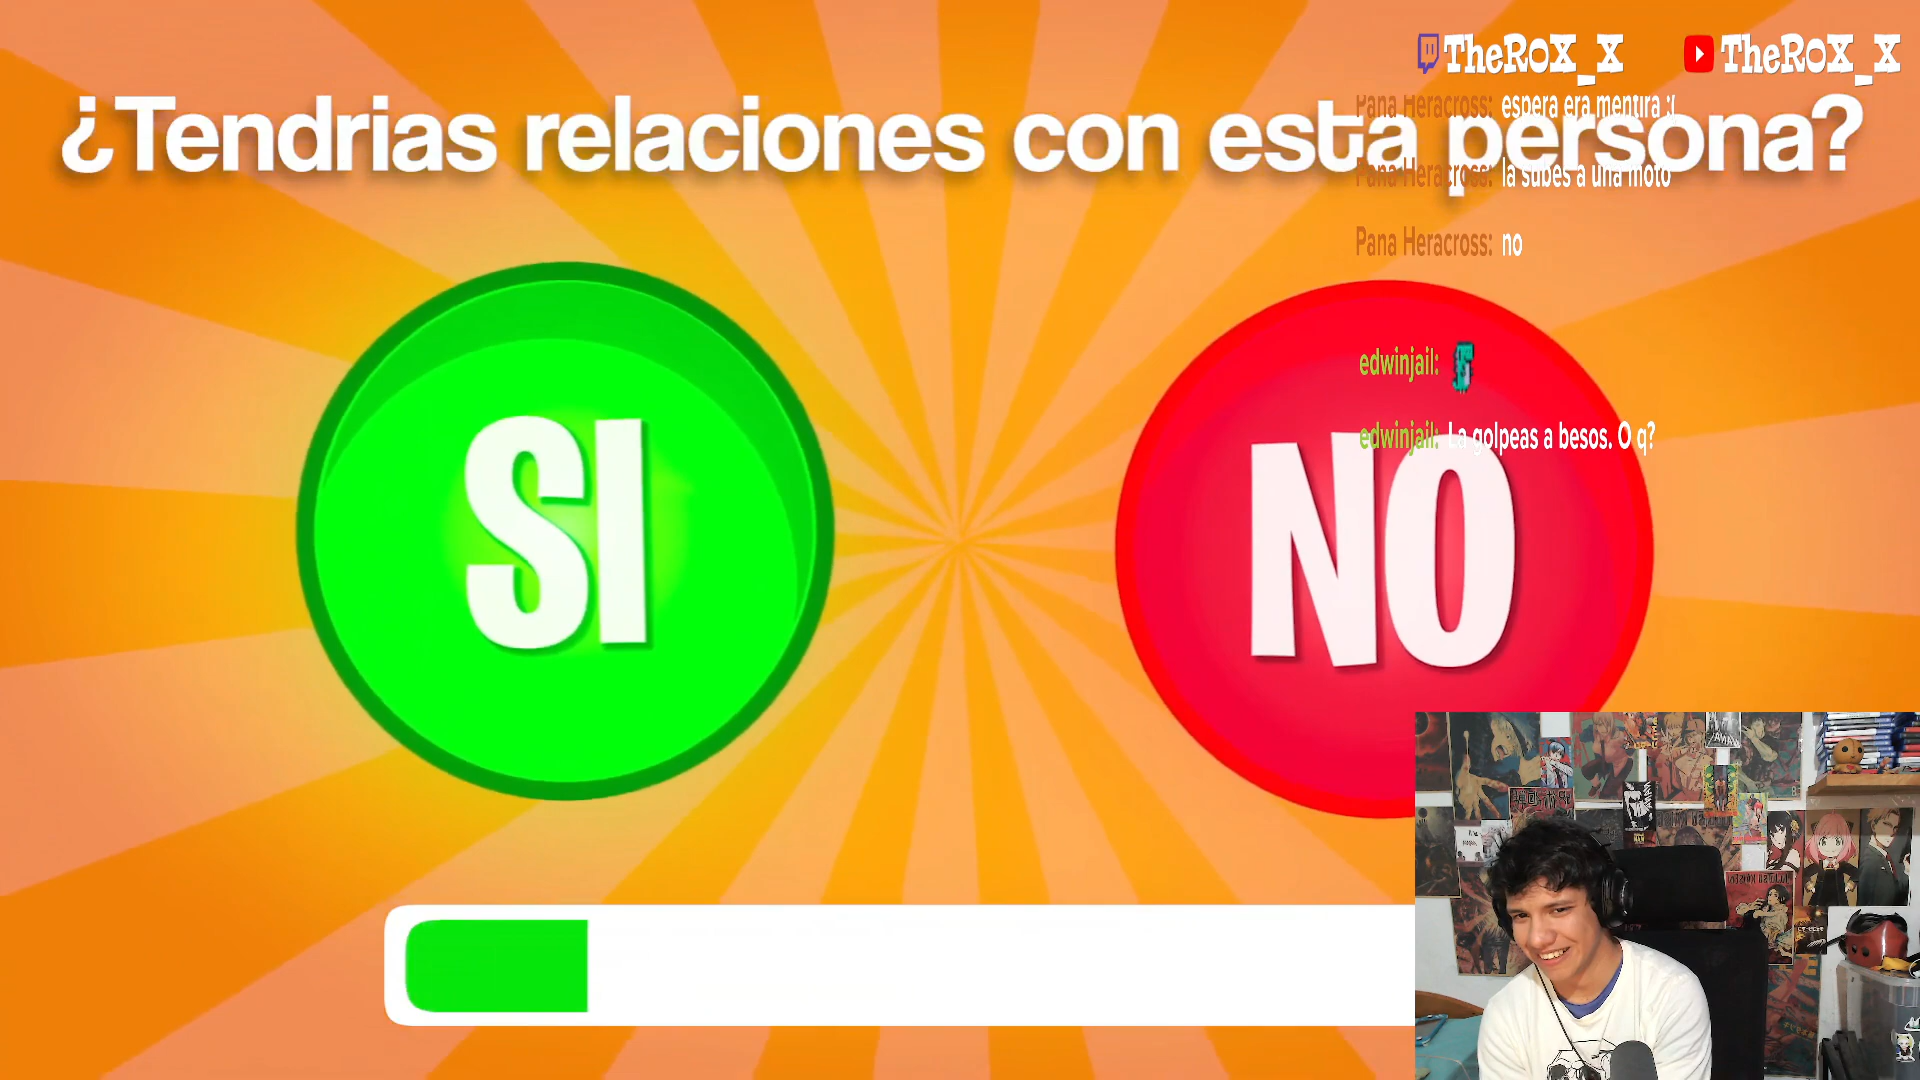 TheRoX_X TheRoX_X
Pana Heracross: espera era mentira :(
¿Tendrias relaciones con esta persona?
Pana Heracross: la subes a una moto
Pana Heracross: no
edwinjail:
edwinjail: La golpeas a besos. O q?
SI
NO